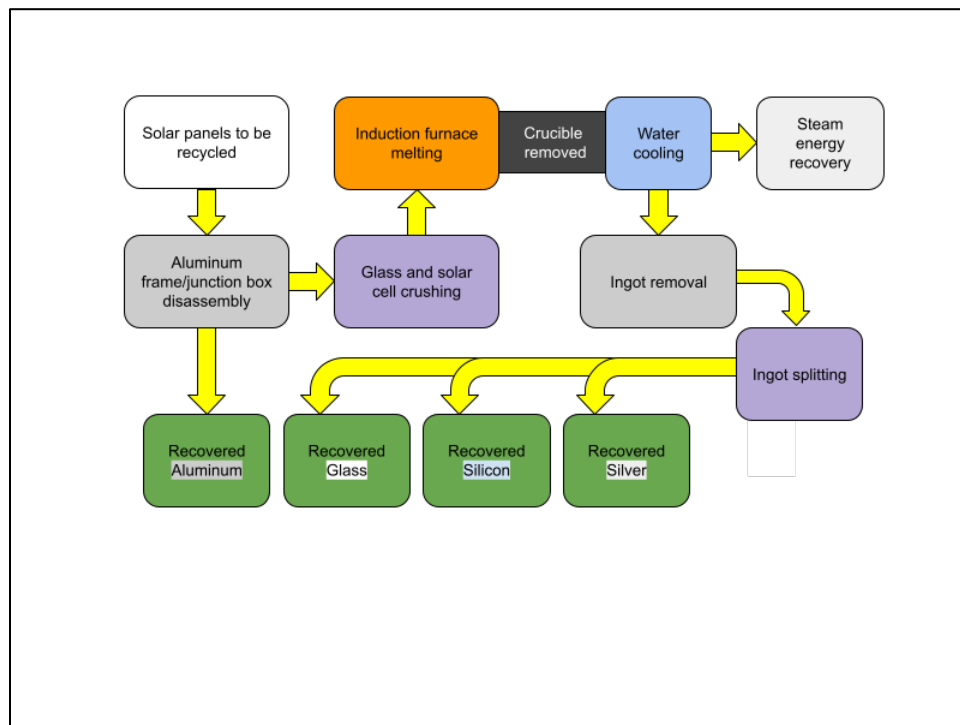 Solar panels to be
recycled
Induction furnace
melting
Crucible
removed
Water
cooling
Steam
energy
recovery
Aluminum
frame/junction box
disassembly
Glass and solar
cell crushing
Ingot removal
Ingot splitting
Recovered
Aluminum
Recovered
Glass
Recovered
Silicon
Recovered
Silver